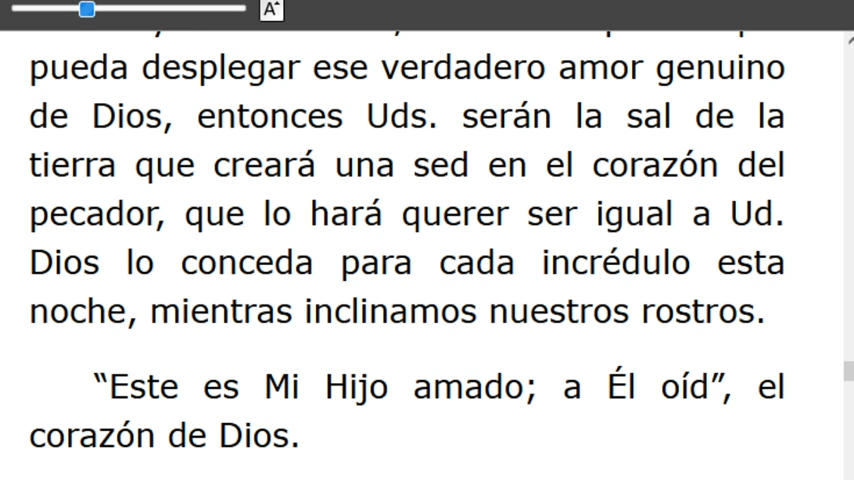 A
pueda desplegar ese verdadero amor genuino
de Dios, entonces Uds. serán la sal de la
tierra que creará una sed en el corazón del
pecador, que lo hará querer ser igual a Ud.
Dios lo conceda para cada incrédulo esta
noche, mientras inclinamos nuestros rostros.
“Este es Mi Hijo amado; a Él oíd”, el
corazón de Dios.